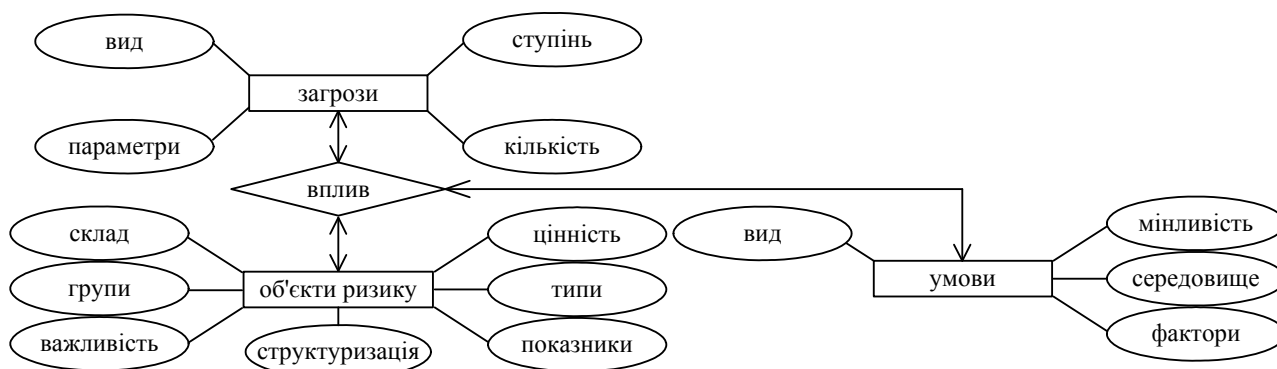 вид
ступінь
загрози
параметри
кількість
вплив
склад
цінність
вид
мінливість
групи
об'єкти ризику
типи
умови
середовище
важливість
структуризація
показники
фактори